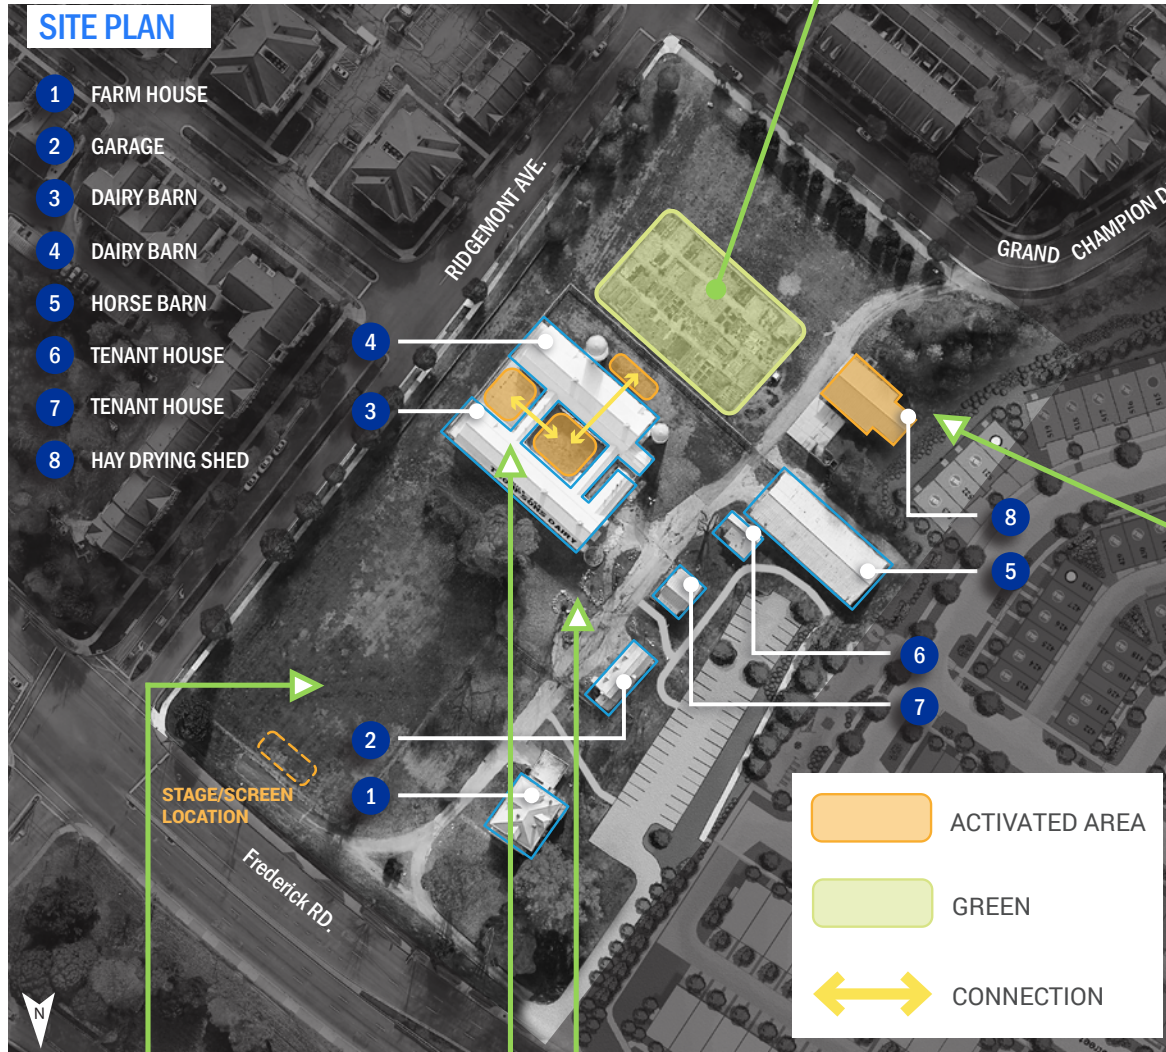 SITE PLAN
1 FARM HOUSE
2 GARAGE
3 DAIRY BARN
4 DAIRY BARN
5 HORSE BARN
6 TENANT HOUSE
7 TENANT HOUSE
8 HAY DRYING SHED
RIDGEMONT AVE.
GRAND CHAMPION D
4
3
8
5
6
7
2
1
STAGE/SCREEN
LOCATION
Frederick RD.
N
ACTIVATED AREA
GREEN
CONNECTION